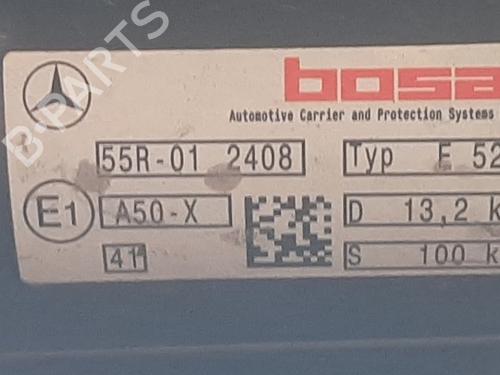 bosa
Automotive Carrier and Protection Systems
55R-01 2408
Typ E 52
E1
A50-X
D 13,2 k
41
S 100 k
B-PARTS